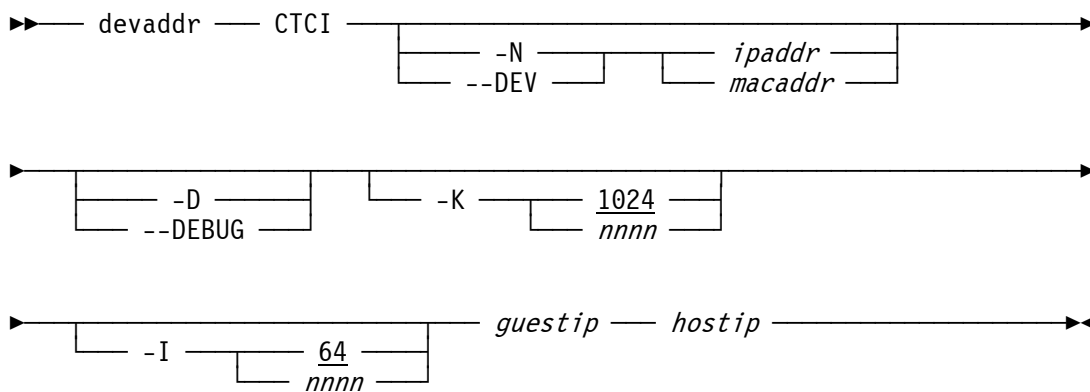 devaddr CTCI
-N ipaddr
--DEV macaddr
-D -K 1024
--DEBUG nnnn
guestip hostip
-I 64
nnnn